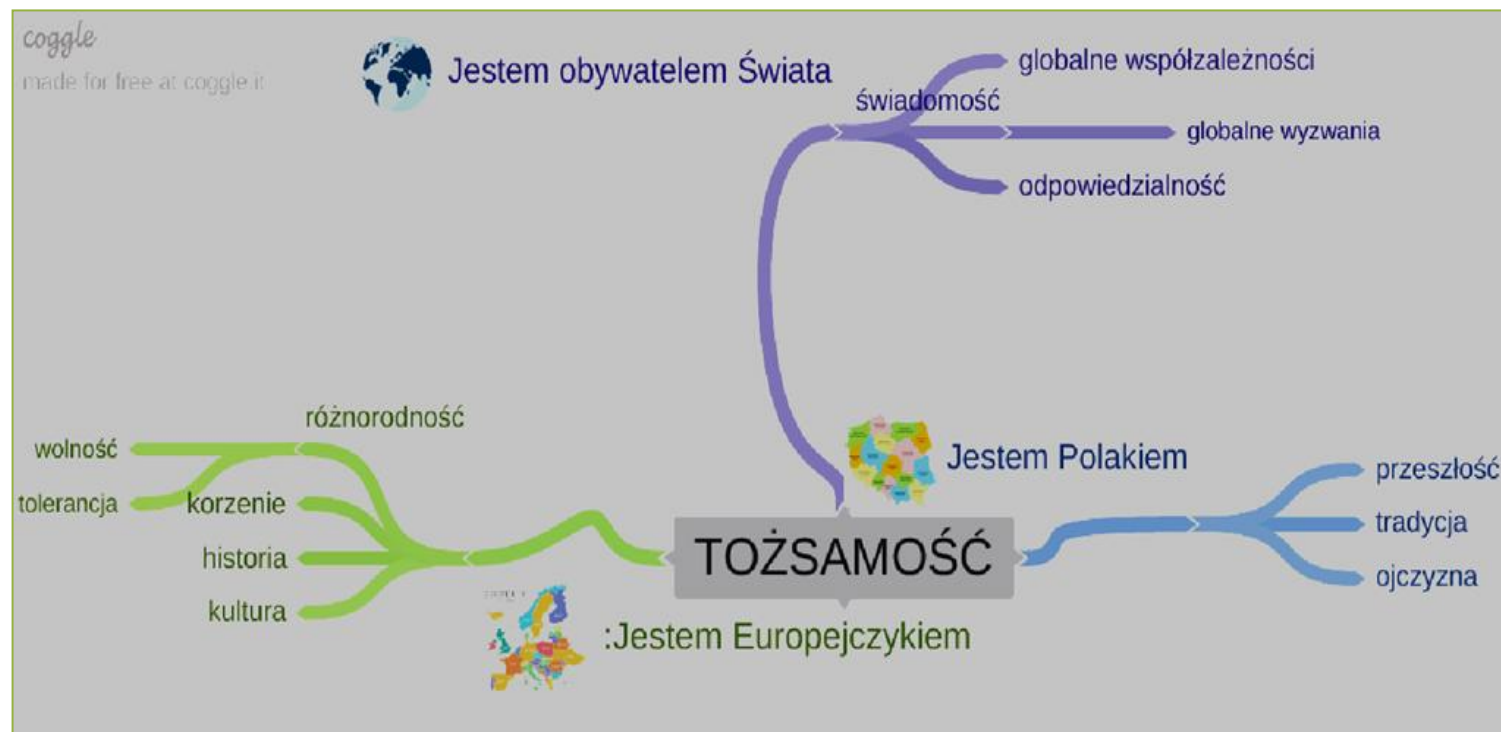 coggle
made for free at coggle.it
Jestem obywatelem Świata
świadomość
globalne współzależności
globalne wyzwania
odpowiedzialność
różnorodność
wolność
tolerancja
korzenie
historia
kultura
Jestem Polakiem
TOŻSAMOŚĆ
przeszłość
tradycja
ojczyzna
:Jestem Europejczykiem